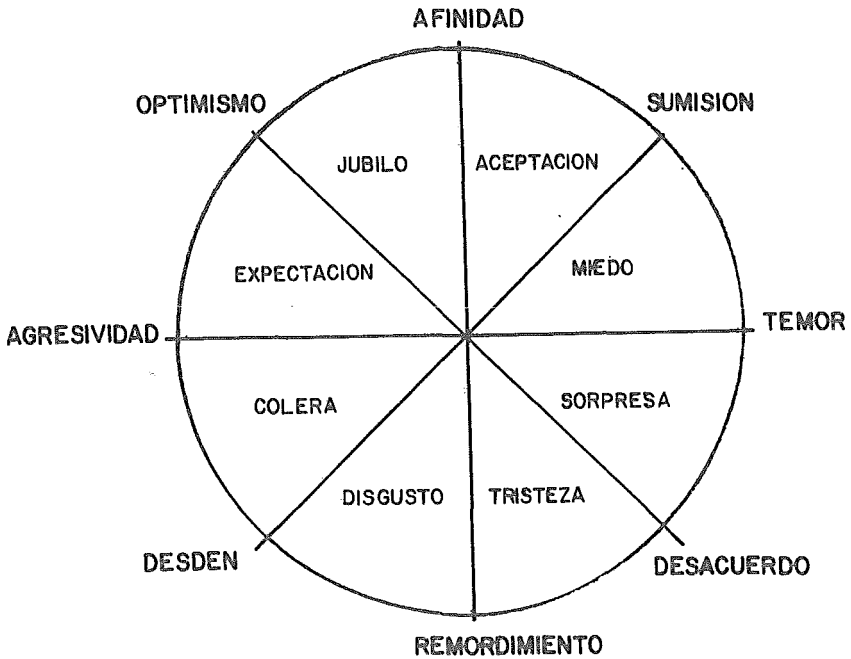 AFINIDAD
OPTIMISMO
SUMISION
JUBILO
ACEPTACION
EXPECTACION
MIEDO
AGRESIVIDAD
TEMOR
COLERA
SORPRESA
DISGUSTO
TRISTEZA
DESDEN
DESACUERDO
REMORDIMIENTO